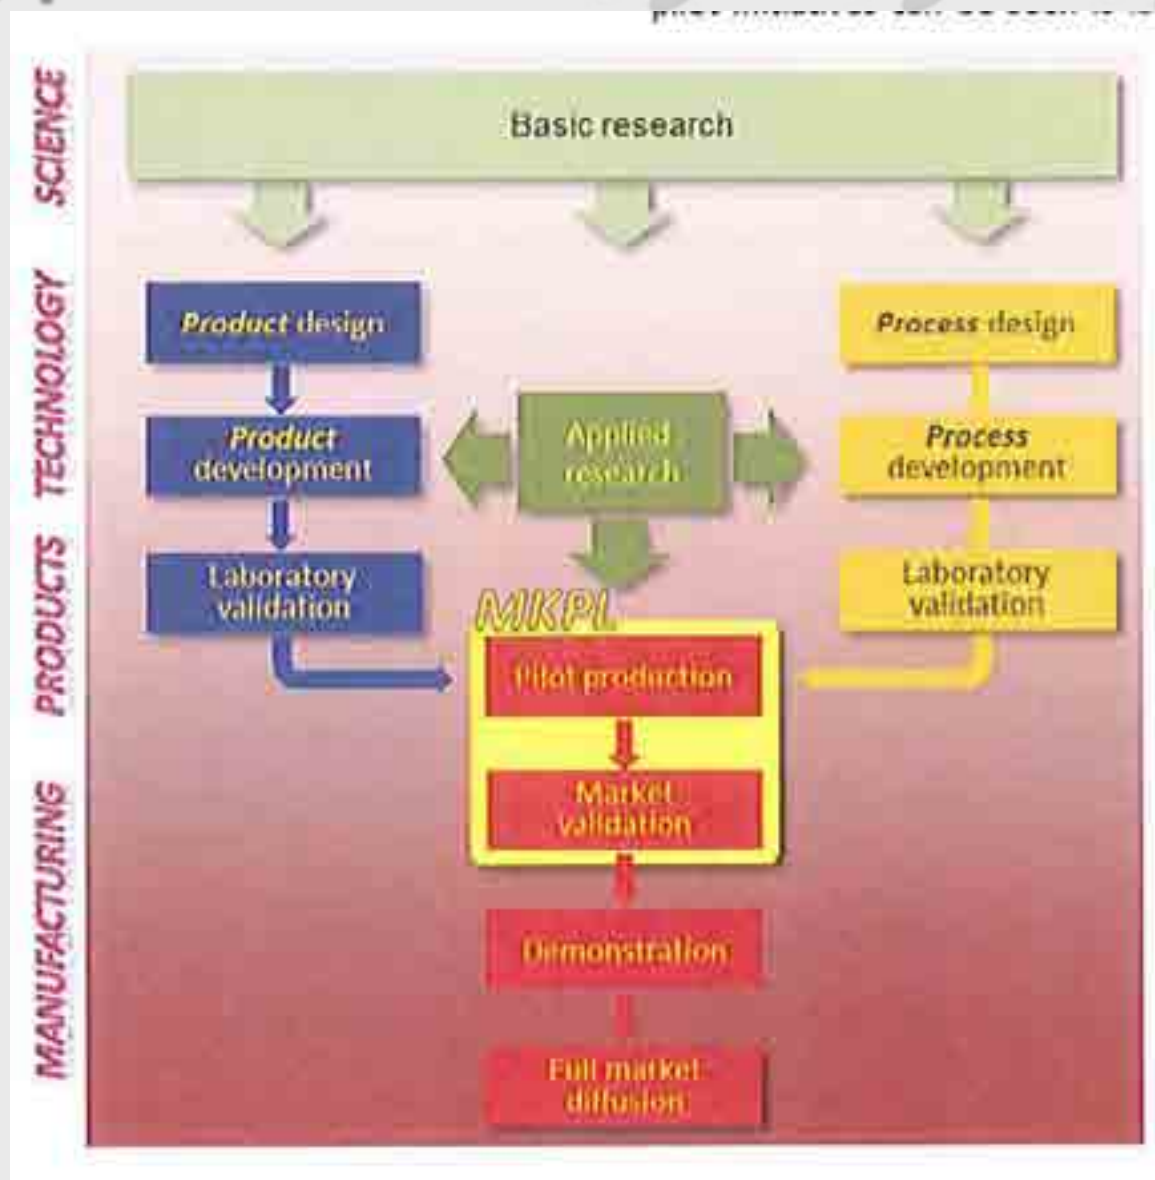 SCIENCE
Basic research
TECHNOLOGY
Product design
Process design
Product
development
Applied
research
Process
development
PRODUCTS
Laboratory
validation
Laboratory
validation
MKPL
Pilot production
Market
validation
MANUFACTURING
Demonstration
Full market
diffusion